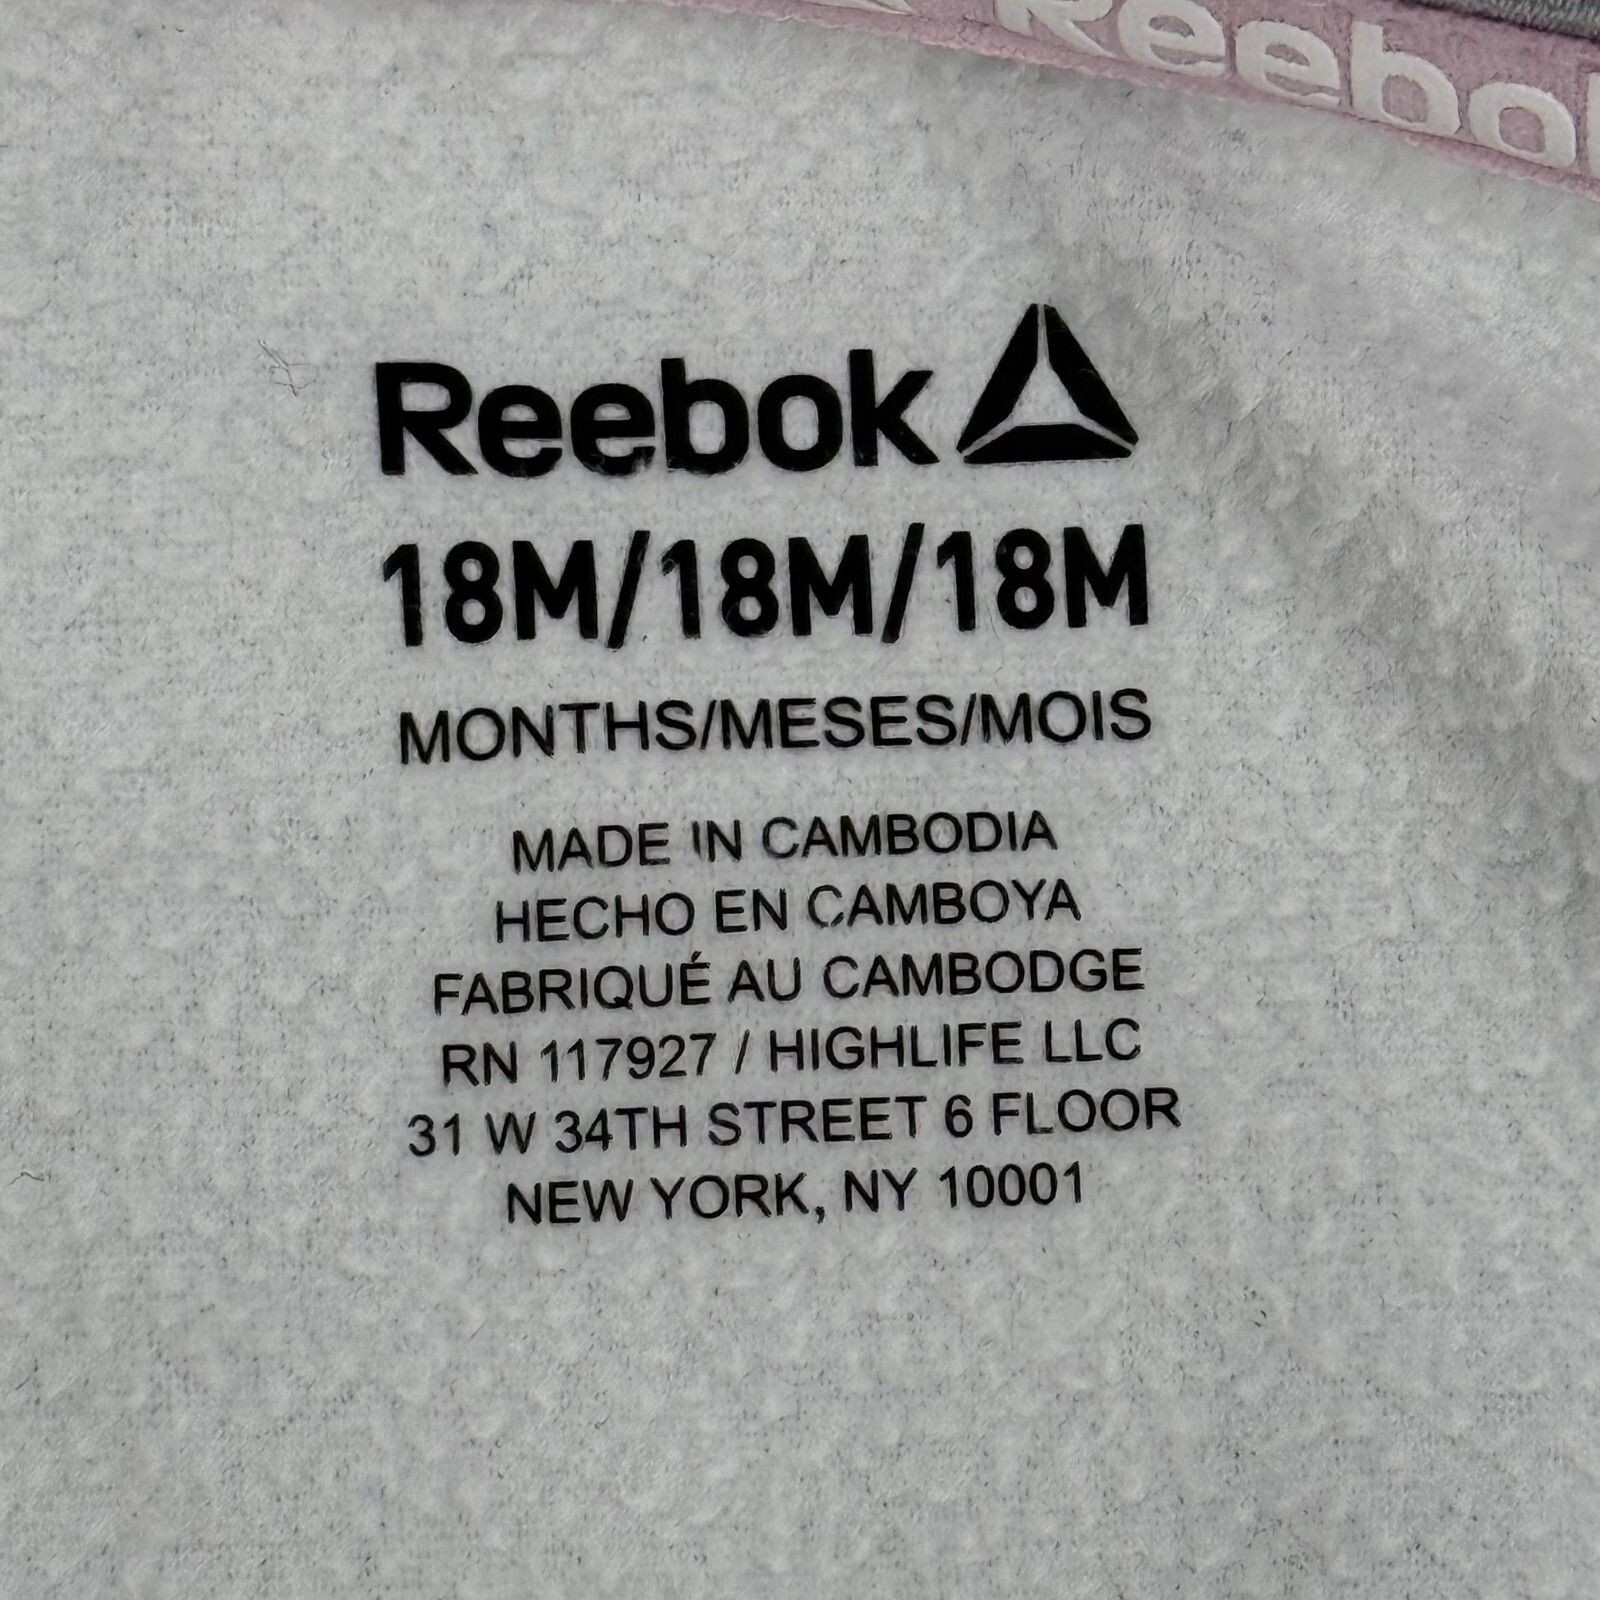 Reebok
Reebok
18M/18M/18M
MONTHS/MESES/MOIS
MADE IN CAMBODIA
HECHO EN CAMBOYA
FABRIQUÉ AU CAMBODGE
RN 117927 / HIGHLIFE LLC
31 W 34TH STREET 6 FLOOR
NEW YORK, NY 10001